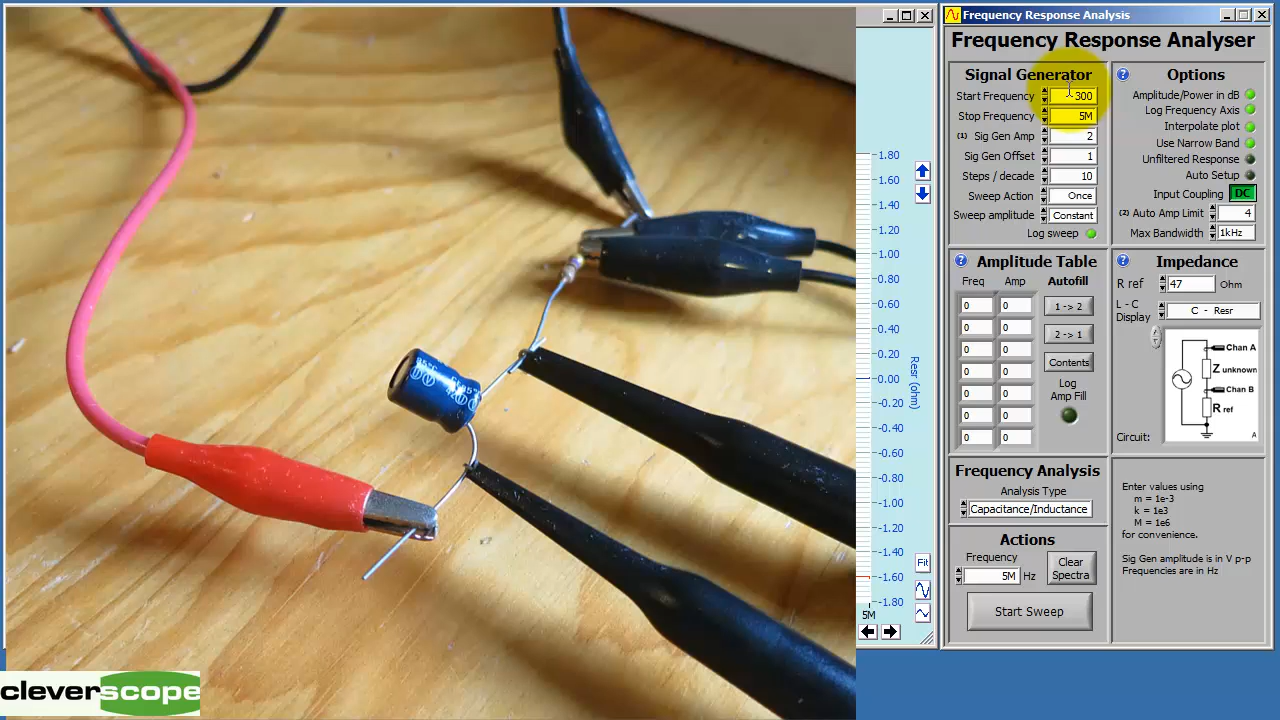 Frequency Response Analysis
Frequency Response Analyser
Signal Generator
Start Frequency 300
Stop Frequency 5M
(1) Sig Gen Amp 2
Sig Gen Offset 1
Steps / decade 10
Sweep Action Once
Sweep amplitude Constant
Log sweep
Options
Amplitude/Power in dB
Log Frequency Axis
Interpolate plot
Use Narrow Band
Unfiltered Response
Auto Setup
Input Coupling DC
(2) Auto Amp Limit 4
Max Bandwidth 1kHz
Amplitude Table
Freq Amp Autofill
0 0 1 -> 2
0 0
0 0 2 -> 1
0 0 Contents
0 0 Log
0 0 Amp Fill
0 0
Impedance
R ref 47 Ohm
L - C
Display C - Resr
Chan A
Z unknown
Chan B
R ref
Circuit:
Frequency Analysis
Analysis Type
Capacitance/Inductance
Actions
Frequency
5M Hz
Clear
Spectra
Start Sweep
Enter values using
m = 1e-3
k = 1e3
M = 1e6
for convenience.
Sig Gen amplitude is in V p-p
Frequencies are in Hz
1.80
1.60
1.40
1.20
1.00
0.80
0.60
0.40
0.20
0.00
-0.20
-0.40
-0.60
-0.80
-1.00
-1.20
-1.40
-1.60
-1.80
Resr (ohm)
Fit
5M
cleverscope